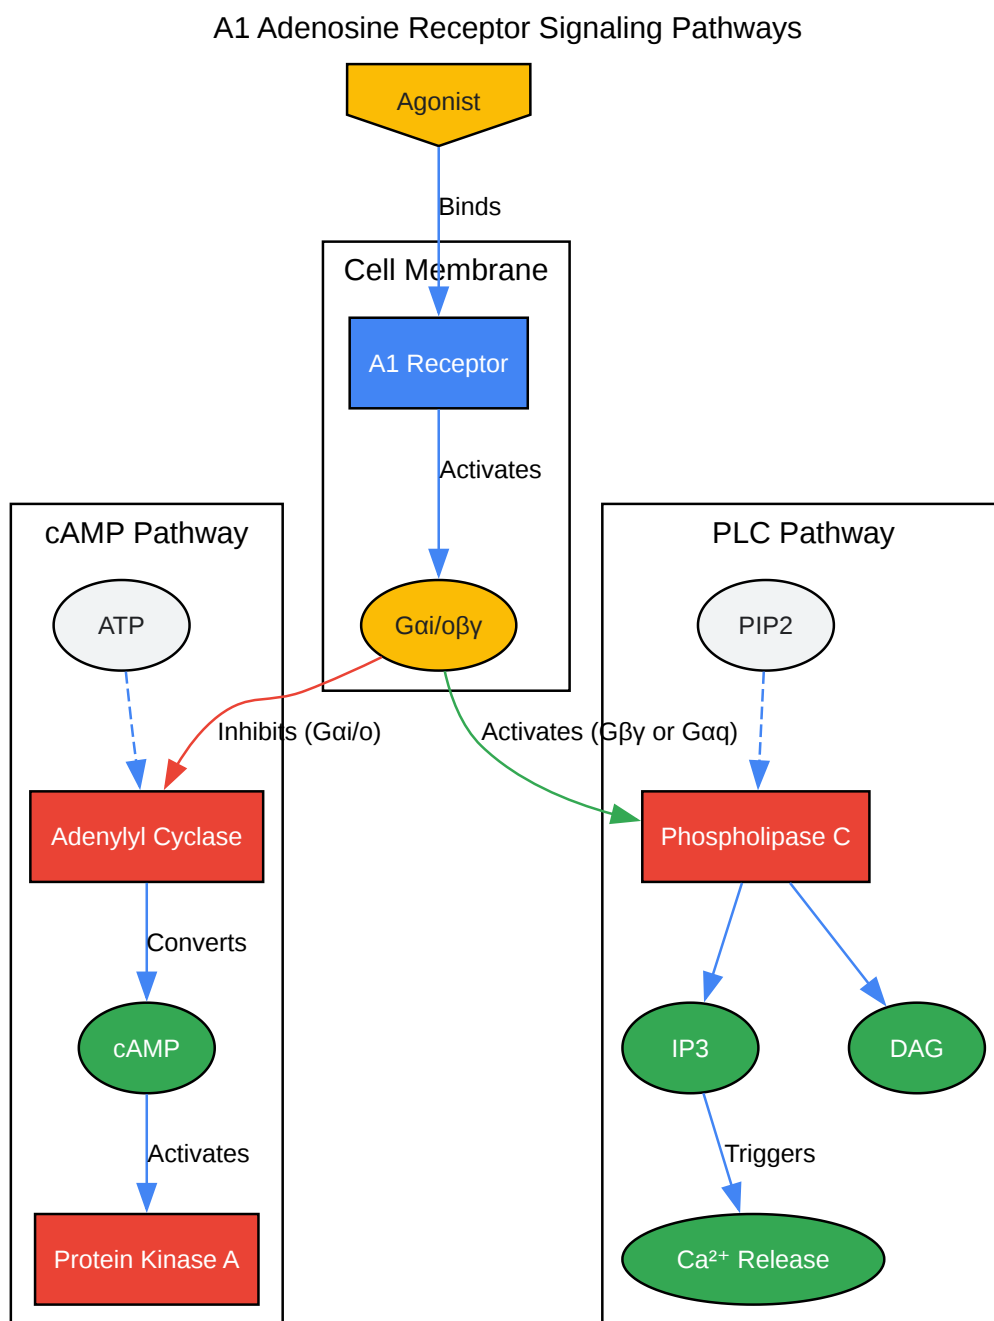 A1 Adenosine Receptor Signaling Pathways
Agonist
Binds
Cell Membrane
A1 Receptor
Activates
cAMP Pathway
PLC Pathway
ATP
Gαi/oβγ
PIP2
Inhibits (Gαi/o)
Activates (Gβγ or Gαq)
Adenylyl Cyclase
Phospholipase C
Converts
cAMP
IP3
DAG
Activates
Triggers
Protein Kinase A
Ca²⁺ Release